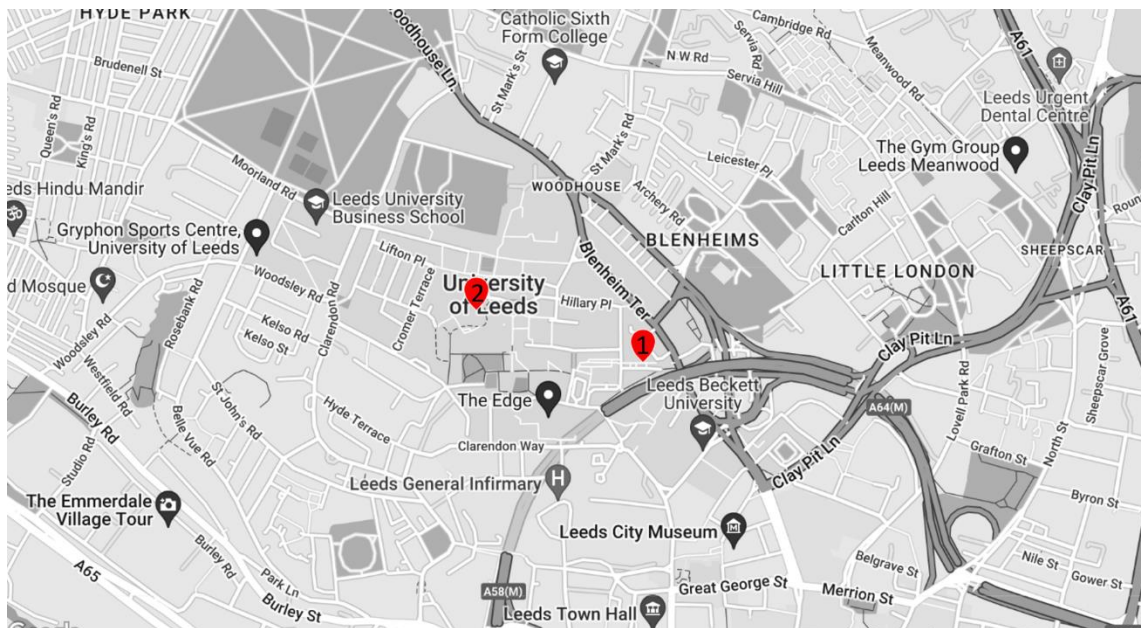 HYDE PARK
Woodhouse Ln.
Catholic Sixth
Form College
Cambridge Rd
A61
Brudenell St
St Mark's St
N W Rd
Servia Rd
Servia Hill
Meanwood Rd
Leeds Urgent
Dental Centre
Queen's Rd
King's Rd
St Mark's Rd
Leicester Pl
The Gym Group
Leeds Meanwood
Clay Pit Ln
Moorland Rd
eds Hindu Mandir
Leeds University
Business School
WOODHOUSE
Archery Rd
Carlton Hill
Roun
Gryphon Sports Centre,
University of Leeds
Lifton Pl
BLENHEIMS
SHEEPSCAR
d Mosque
Woodsley Rd
Cromer Terrace
University
of Leeds
2
Hillary Pl
Blenheim Ter
LITTLE LONDON
A61
Rosebank Rd
Kelso Rd
Kelso St
Clarendon Rd
1
Clay Pit Ln
Woodsley Rd
Westfield Rd
Burley Rd
Belle Vue Rd
St John's Rd
Hyde Terrace
The Edge
Leeds Beckett
University
A64(M)
Lovell Park Rd
Sheepscar Grove
Studio Rd
Clarendon Way
Clay Pit Ln
Grafton St
North St
Leeds General Infirmary
H
The Emmerdale
Village Tour
Leeds City Museum
Byron St
Burley Rd
Belgrave St
Nile St
A65
Park Ln
A58(M)
Great George St
Merrion St
Gower St
Burley St
Leeds Town Hall